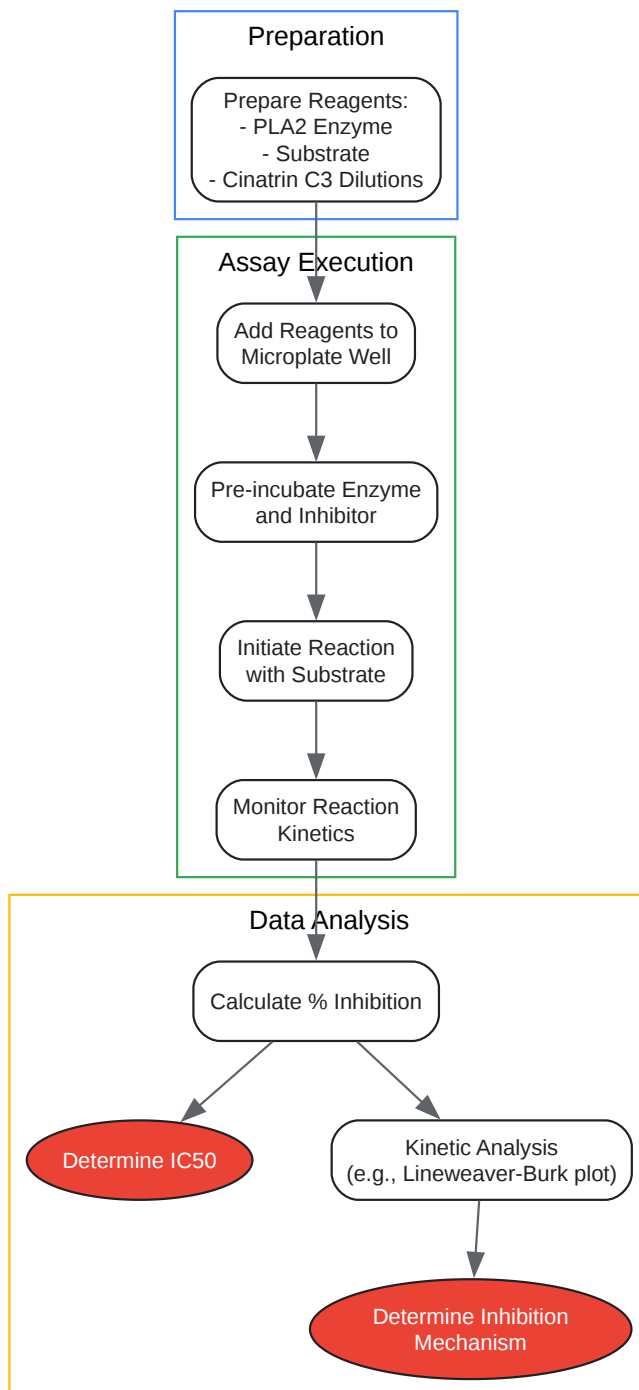 Preparation
Prepare Reagents:
- PLA2 Enzyme
- Substrate
- Cinatrin C3 Dilutions
Assay Execution
Add Reagents to
Microplate Well
Pre-incubate Enzyme
and Inhibitor
Initiate Reaction
with Substrate
Monitor Reaction
Kinetics
Data Analysis
Calculate % Inhibition
Determine IC50
Kinetic Analysis
(e.g., Lineweaver-Burk plot)
Determine Inhibition
Mechanism